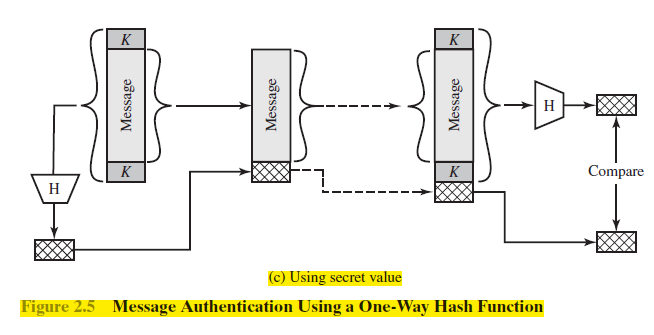 K
K
Message
Message
Message
H
H
K
K
Compare
(c) Using secret value
Figure 2.5 Message Authentication Using a One-Way Hash Function